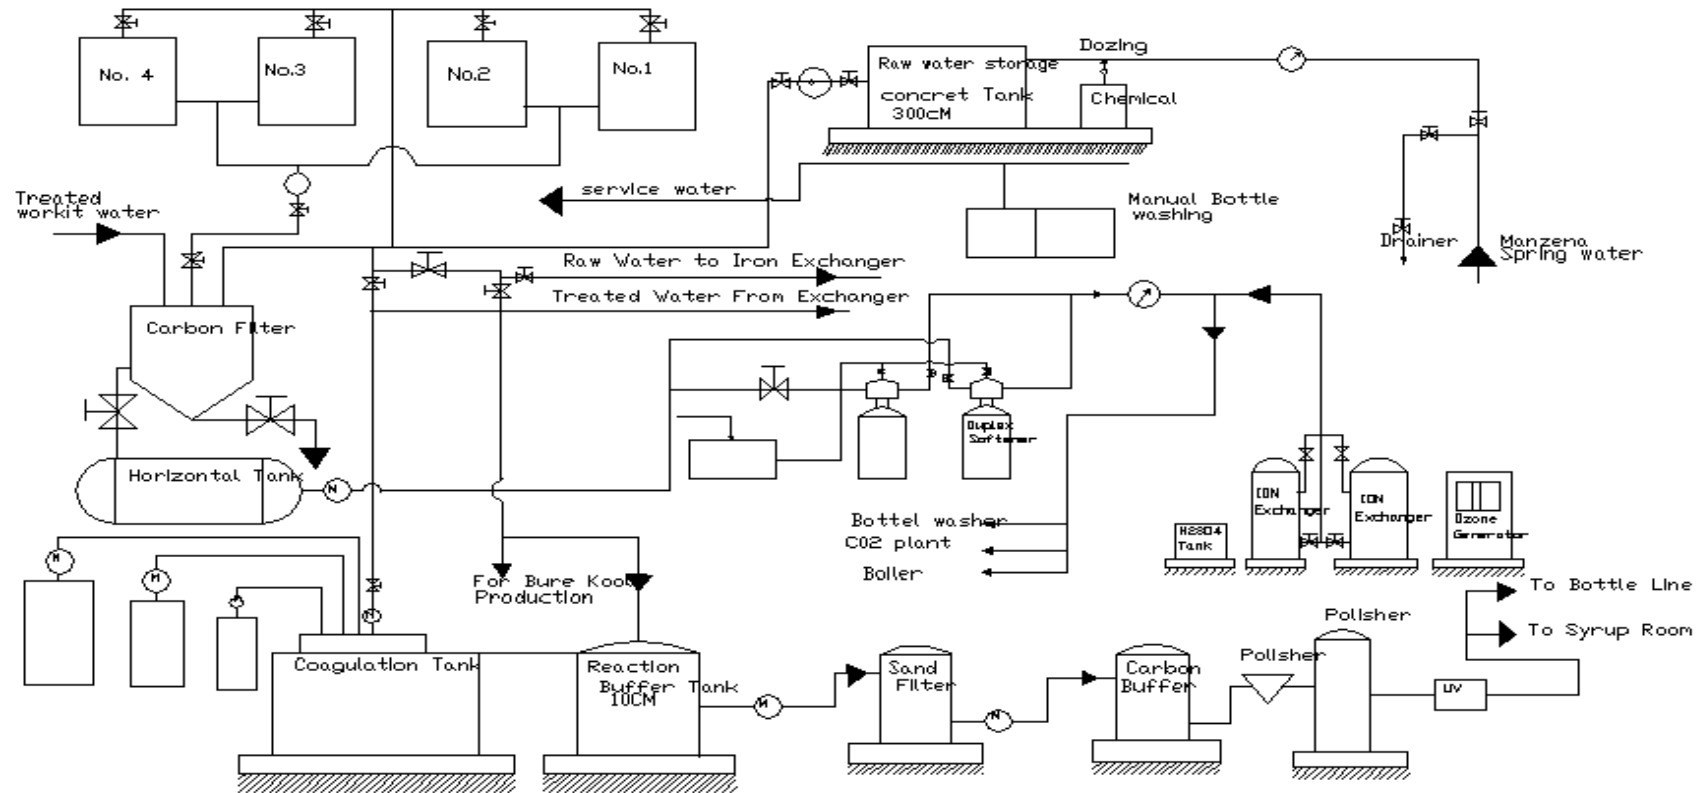 No. 4
No.3
No.2
No.1
Raw water storage
concret Tank
300cM
Dozing
Chemical
Treated
workit water
service water
Manual Bottle
washing
Drainer
Manzena
Spring water
Raw Water to Iron Exchanger
Treated Water From Exchanger
Carbon Filter
Duplex
Softener
Horizontal Tank
N
Bottel washer
CO2 plant
Boiler
H2SO4
Tank
ION
Exchanger
ION
Exchanger
Ozone
Generator
M
M
M
For Bure Kool
Production
Coagulation Tank
Reaction
Buffer Tank
10CM
M
Sand
Filter
N
Carbon
Buffer
Polisher
Polisher
UV
To Bottle Line
To Syrup Room